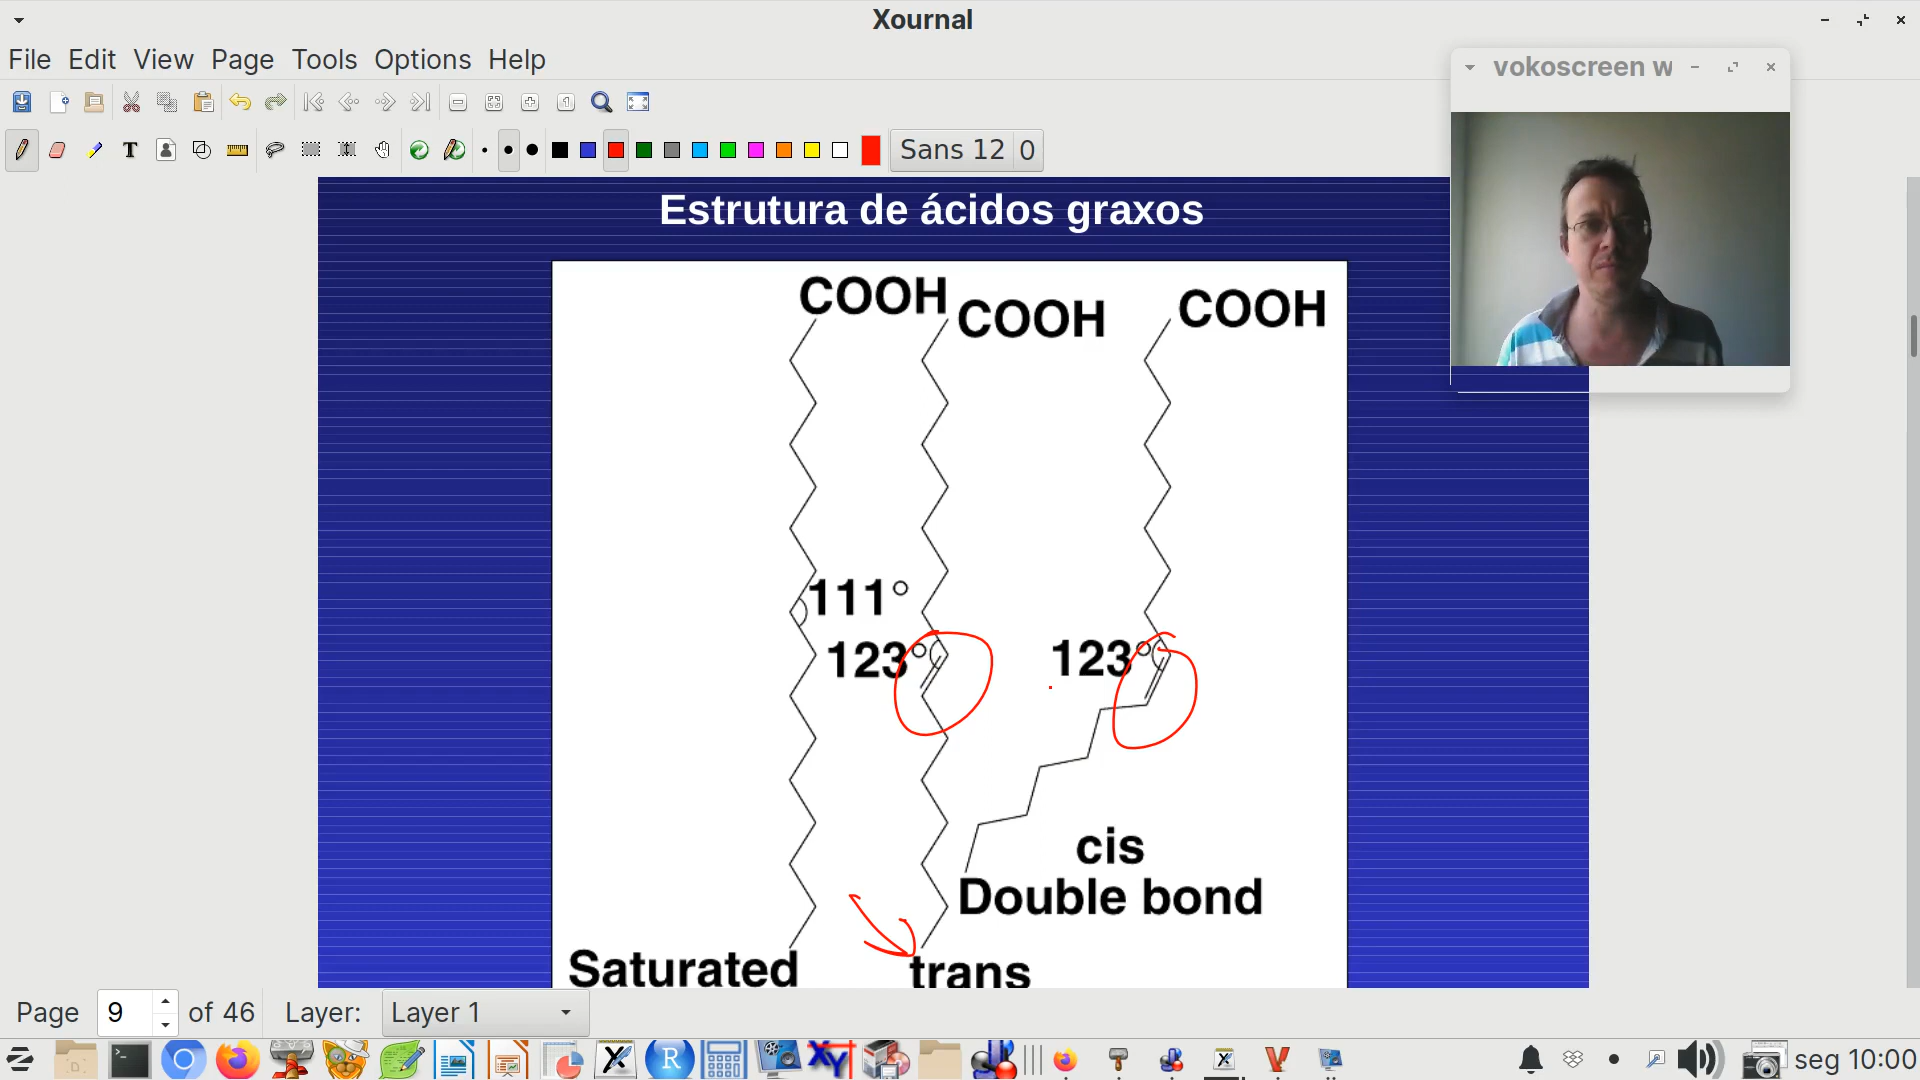 Xournal
File Edit View Page Tools Options Help
vokoscreen w
T
Sans 12 0
Estrutura de ácidos graxos
COOH
COOH
COOH
111°
123°
123°
cis
Double bond
Saturated
trans
Page 9 of 46 Layer: Layer 1
seg 10:00